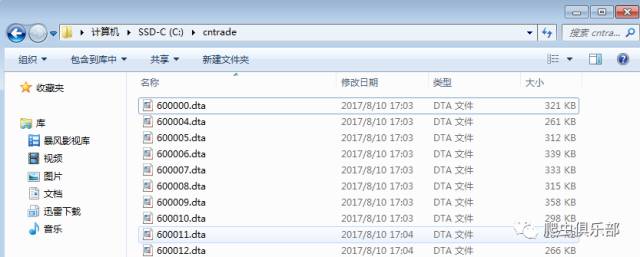 计算机 ▸ SSD-C (C:) ▸ cntrade
搜索 cntra...
组织 包含到库中 共享 刻录 新建文件夹
名称 修改日期 类型 大小
收藏夹
库
暴风影视库
视频
图片
文档
迅雷下载
音乐
600000.dta 2017/8/10 17:03 DTA 文件 321 KB
600004.dta 2017/8/10 17:03 DTA 文件 261 KB
600005.dta 2017/8/10 17:03 DTA 文件 312 KB
600006.dta 2017/8/10 17:03 DTA 文件 339 KB
600007.dta 2017/8/10 17:03 DTA 文件 333 KB
600008.dta 2017/8/10 17:03 DTA 文件 315 KB
600009.dta 2017/8/10 17:03 DTA 文件 358 KB
600010.dta 2017/8/10 17:03 DTA 文件 298 KB
600011.dta 2017/8/10 17:04 DTA 文件 KB
600012.dta 2017/8/10 17:04 DTA 文件 266 KB
爬虫俱乐部